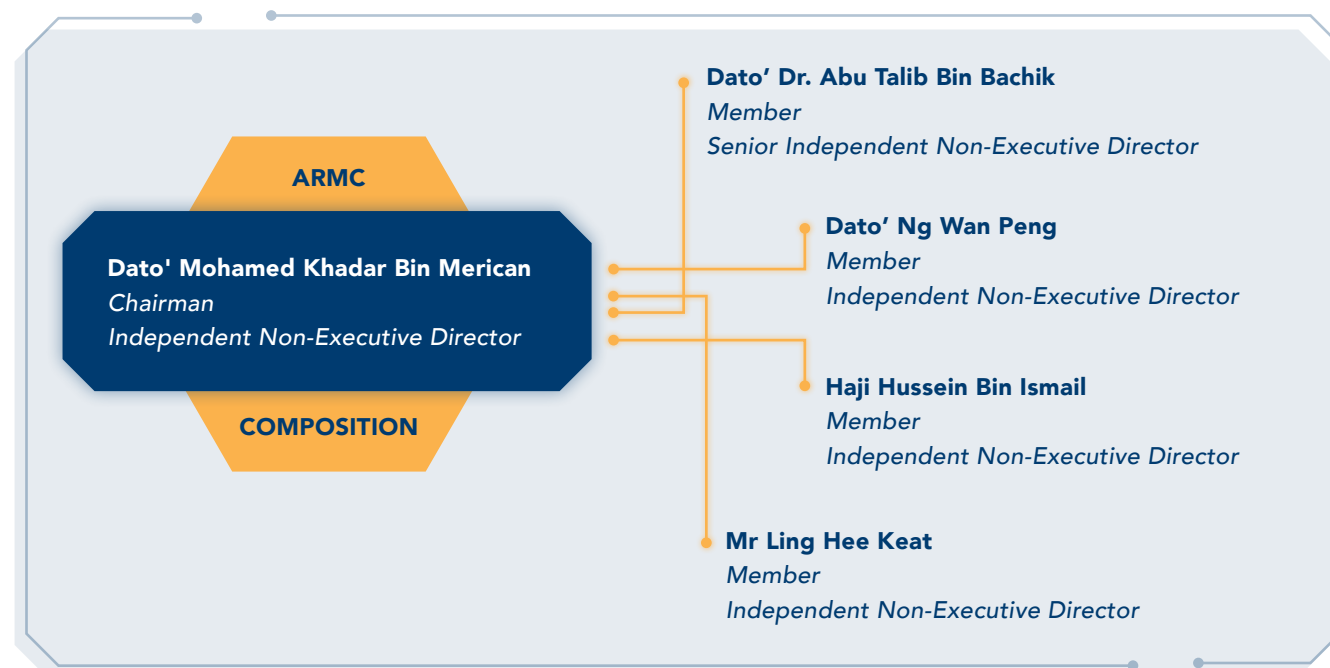 ARMC
Dato' Mohamed Khadar Bin Merican
Chairman
Independent Non-Executive Director
COMPOSITION
Dato’ Dr. Abu Talib Bin Bachik
Member
Senior Independent Non-Executive Director
Dato’ Ng Wan Peng
Member
Independent Non-Executive Director
Haji Hussein Bin Ismail
Member
Independent Non-Executive Director
Mr Ling Hee Keat
Member
Independent Non-Executive Director